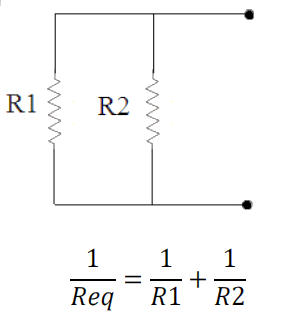 R1 R2
1/Req = 1/R1 + 1/R2